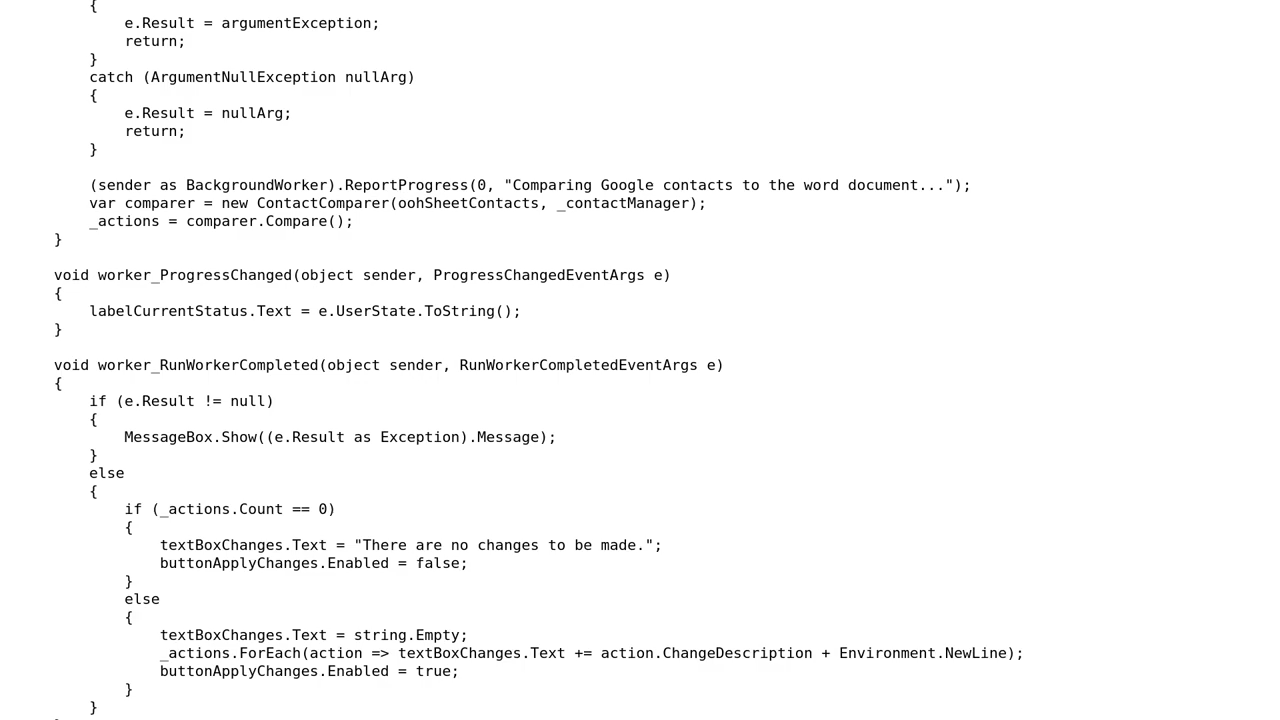 {
e.Result = argumentException;
return;
}
catch (ArgumentNullException nullArg)
{
e.Result = nullArg;
return;
}
(sender as BackgroundWorker).ReportProgress(0, "Comparing Google contacts to the word document...");
var comparer = new ContactComparer(oohSheetContacts, _contactManager);
_actions = comparer.Compare();
}
void worker_ProgressChanged(object sender, ProgressChangedEventArgs e)
{
labelCurrentStatus.Text = e.UserState.ToString();
}
void worker_RunWorkerCompleted(object sender, RunWorkerCompletedEventArgs e)
{
if (e.Result != null)
{
MessageBox.Show((e.Result as Exception).Message);
}
else
{
if (_actions.Count == 0)
{
textBoxChanges.Text = "There are no changes to be made.";
buttonApplyChanges.Enabled = false;
}
else
{
textBoxChanges.Text = string.Empty;
_actions.ForEach(action => textBoxChanges.Text += action.ChangeDescription + Environment.NewLine);
buttonApplyChanges.Enabled = true;
}
}